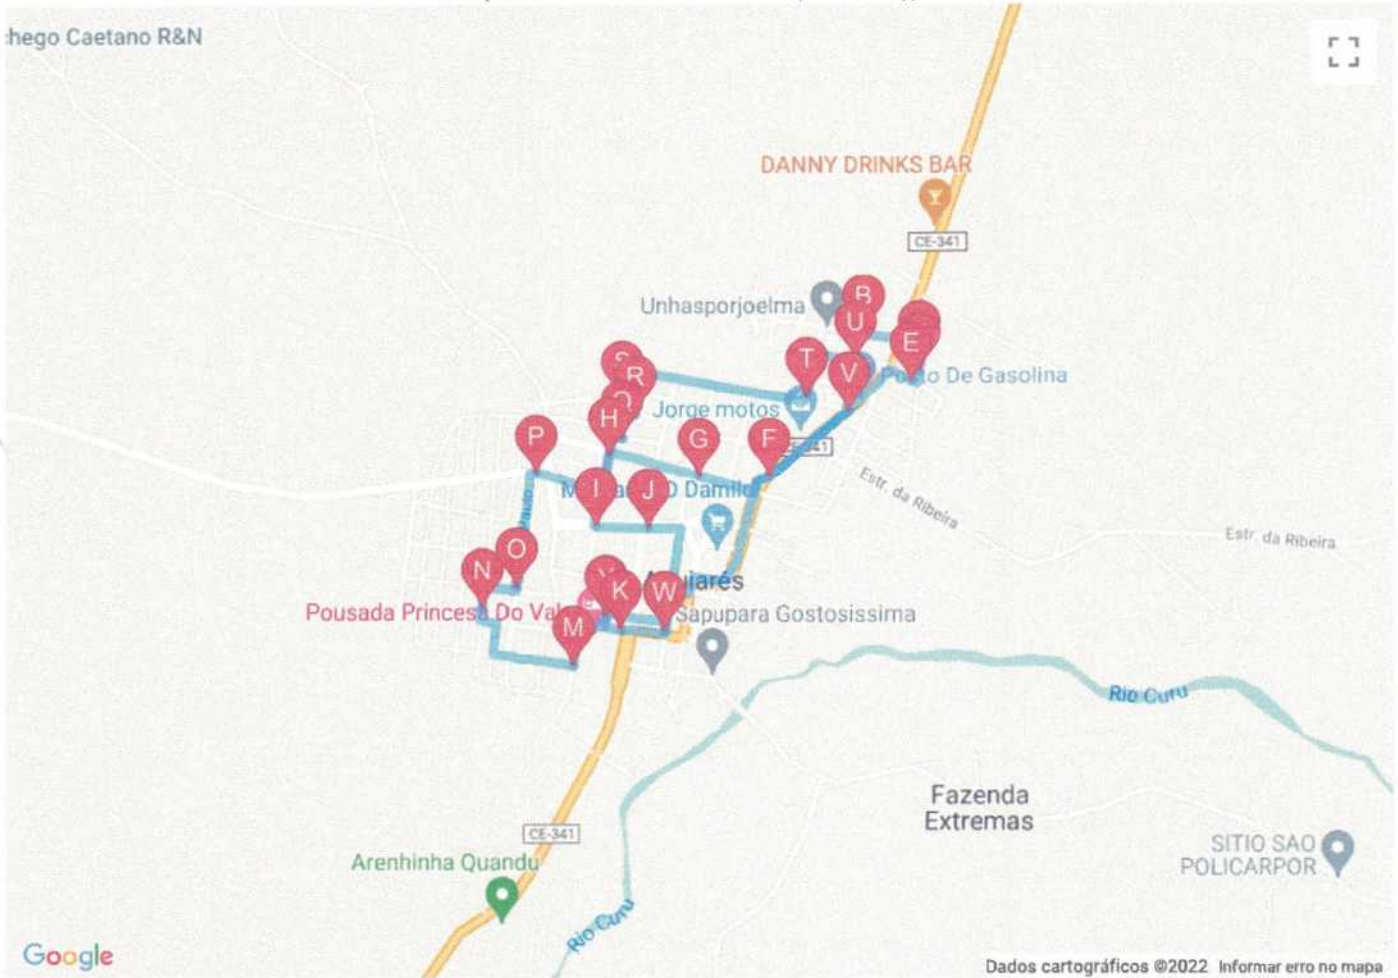 hego Caetano R&N
DANNY DRINKS BAR
CE-341
B
Unhasporjoelma
U
E
T
V
De Gasolina
S
R
Q
Jorge motos
H
P
G
F
Estr. da Ribeira
I
J
Damilo
Estr. da Ribeira
O
N
K
W
Pousada Princesa Do
Sapupara Gostosissima
M
Rio Curu
Fazenda
Extremas
CE-341
SITIO SAO
POLICARPOR
Arenhinha Quandu
Rio Curu
Google
Dados cartográficos ©2022 Informar erro no mapa